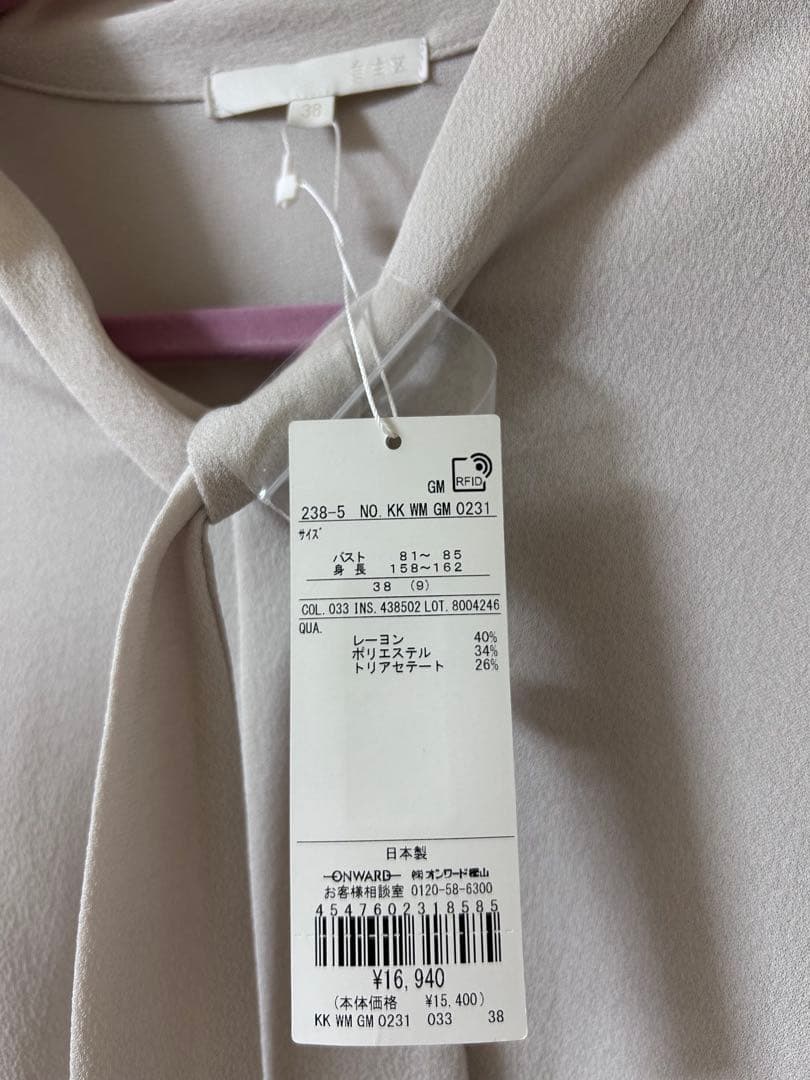 自主区
38
GM RFID
238-5 NO. KK WM GM 0231
ｻｲｽﾞ
バスト 81～ 85
身 長 158～162
38 (9)
COL. 033 INS. 438502 LOT. 8004246
QUA.
レーヨン 40%
ポリエステル 34%
トリアセテート 26%
日本製
ONWARD ㈱オンワード樫山
お客様相談室 0120-58-6300
4547602318585
¥16,940
(本体価格 ¥15,400)
KK WM GM 0231 033 38